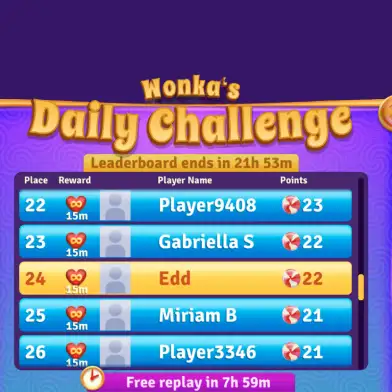 Wonka's
Daily Challenge
Leaderboard ends in 21h 53m
Place Reward Player Name Points
22 15m Player9408 23
23 15m Gabriella S 22
24 15m Edd 22
25 15m Miriam B 21
26 15m Player3346 21
Free replay in 7h 59m